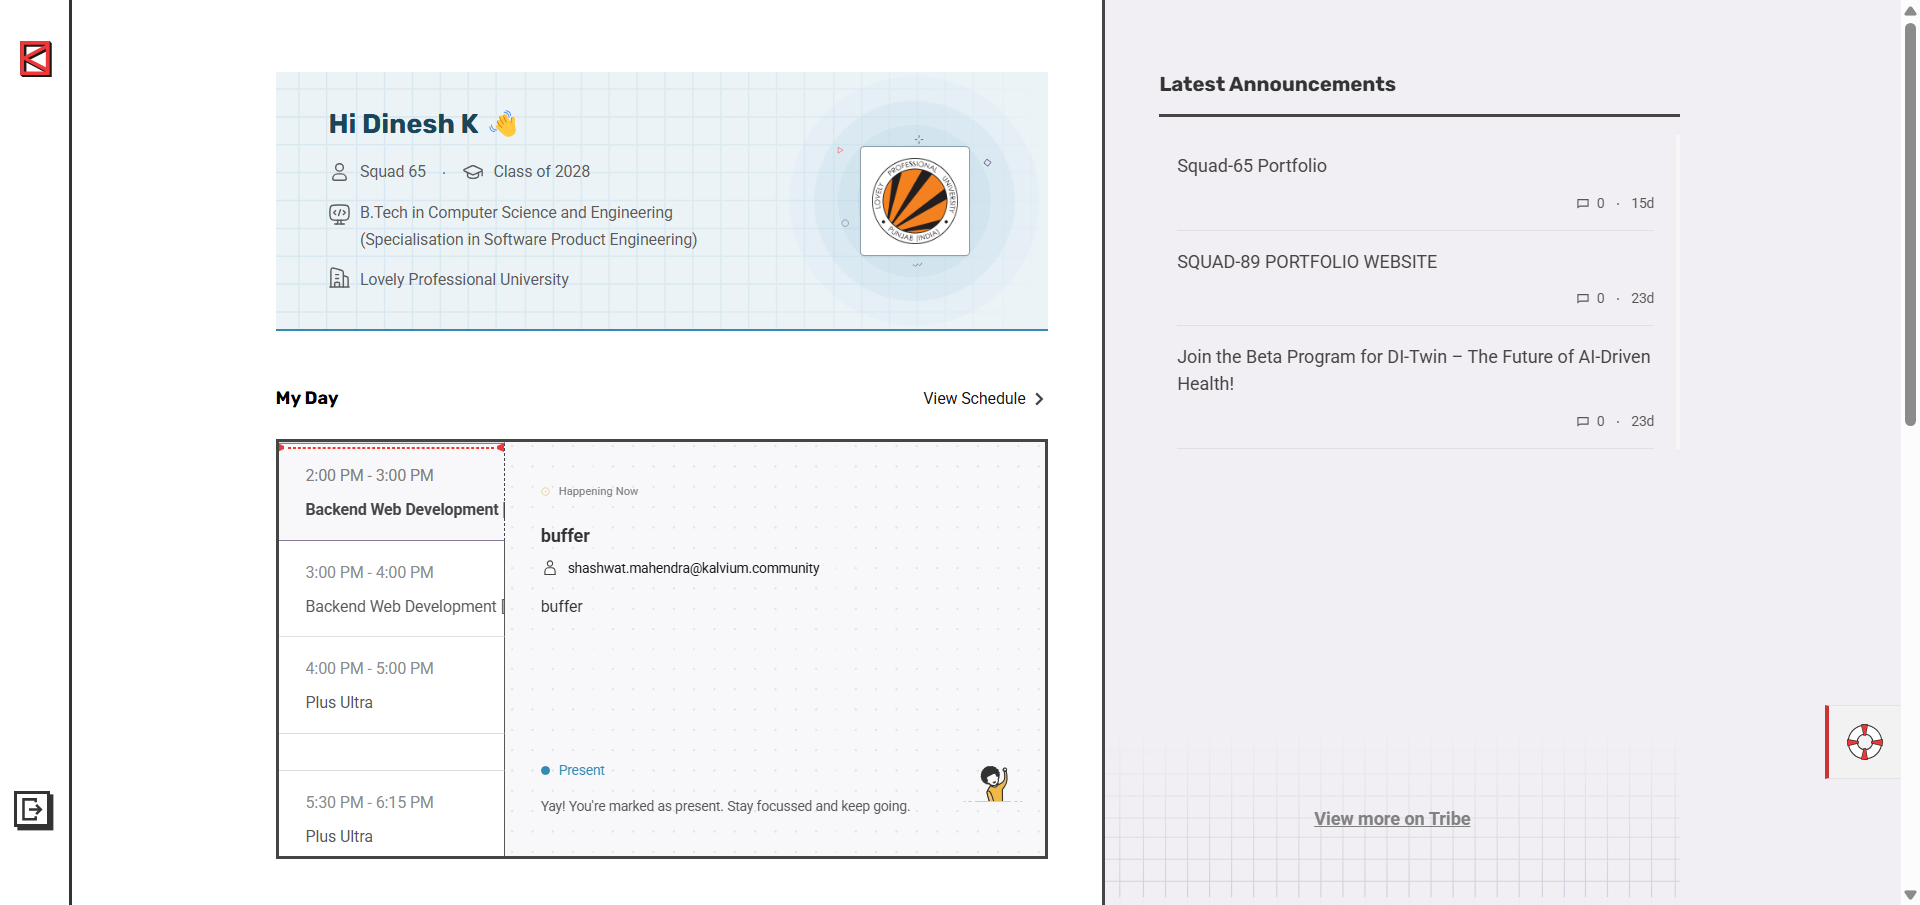 Hi Dinesh K
Squad 65 · Class of 2028
B.Tech in Computer Science and Engineering
(Specialisation in Software Product Engineering)
Lovely Professional University
LOVELY PROFESSIONAL UNIVERSITY
PUNJAB (INDIA)
My Day
View Schedule
2:00 PM - 3:00 PM
Backend Web Development [
3:00 PM - 4:00 PM
Backend Web Development [
4:00 PM - 5:00 PM
Plus Ultra
5:30 PM - 6:15 PM
Plus Ultra
Happening Now
buffer
shashwat.mahendra@kalvium.community
buffer
Present
Yay! You're marked as present. Stay focussed and keep going.
Latest Announcements
Squad-65 Portfolio
0 · 15d
SQUAD-89 PORTFOLIO WEBSITE
0 · 23d
Join the Beta Program for DI-Twin – The Future of AI-Driven
Health!
0 · 23d
View more on Tribe